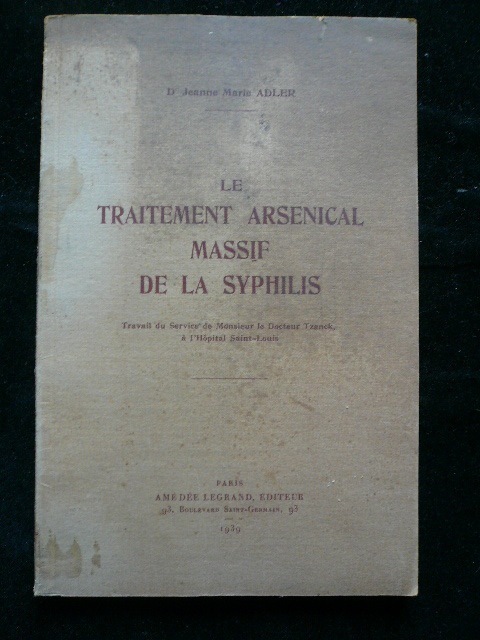 Dr Jeanne Marie ADLER
LE
TRAITEMENT ARSENICAL
MASSIF
DE LA SYPHILIS
Travail du Service de Monsieur le Docteur Tzanck,
à l'Hôpital Saint-Louis
PARIS
AMÉDÉE LEGRAND, EDITEUR
93, Boulevard Saint-Germain, 93
1939